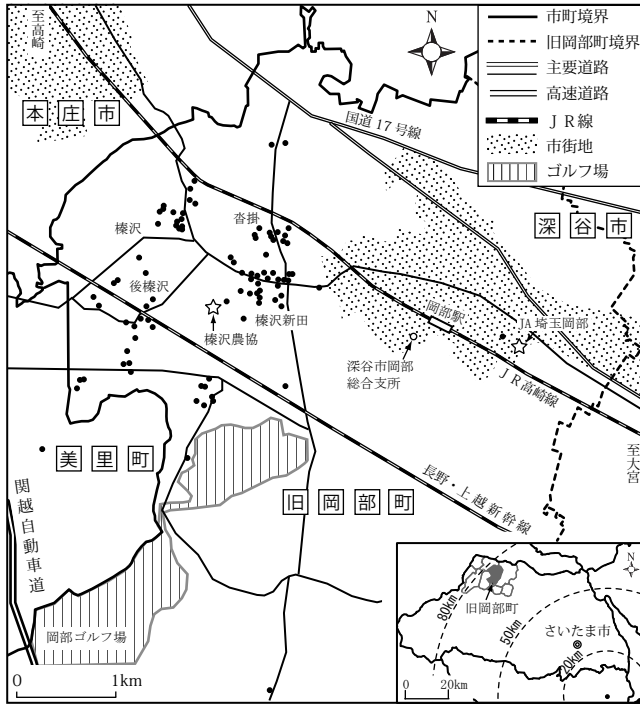 至高崎
N
市町境界
旧岡部町境界
主要道路
高速道路
JR線
市街地
ゴルフ場
本庄市
国道17号線
深谷市
榛沢
沓掛
後榛沢
榛沢農協
榛沢新田
岡部駅
JA埼玉岡部
深谷市岡部
総合支所
JR高崎線
至大宮
美里町
旧岡部町
長野・上越新幹線
関越自動車道
岡部ゴルフ場
0 1km
N
80km
旧岡部町
50km
さいたま市
20km
0 20km